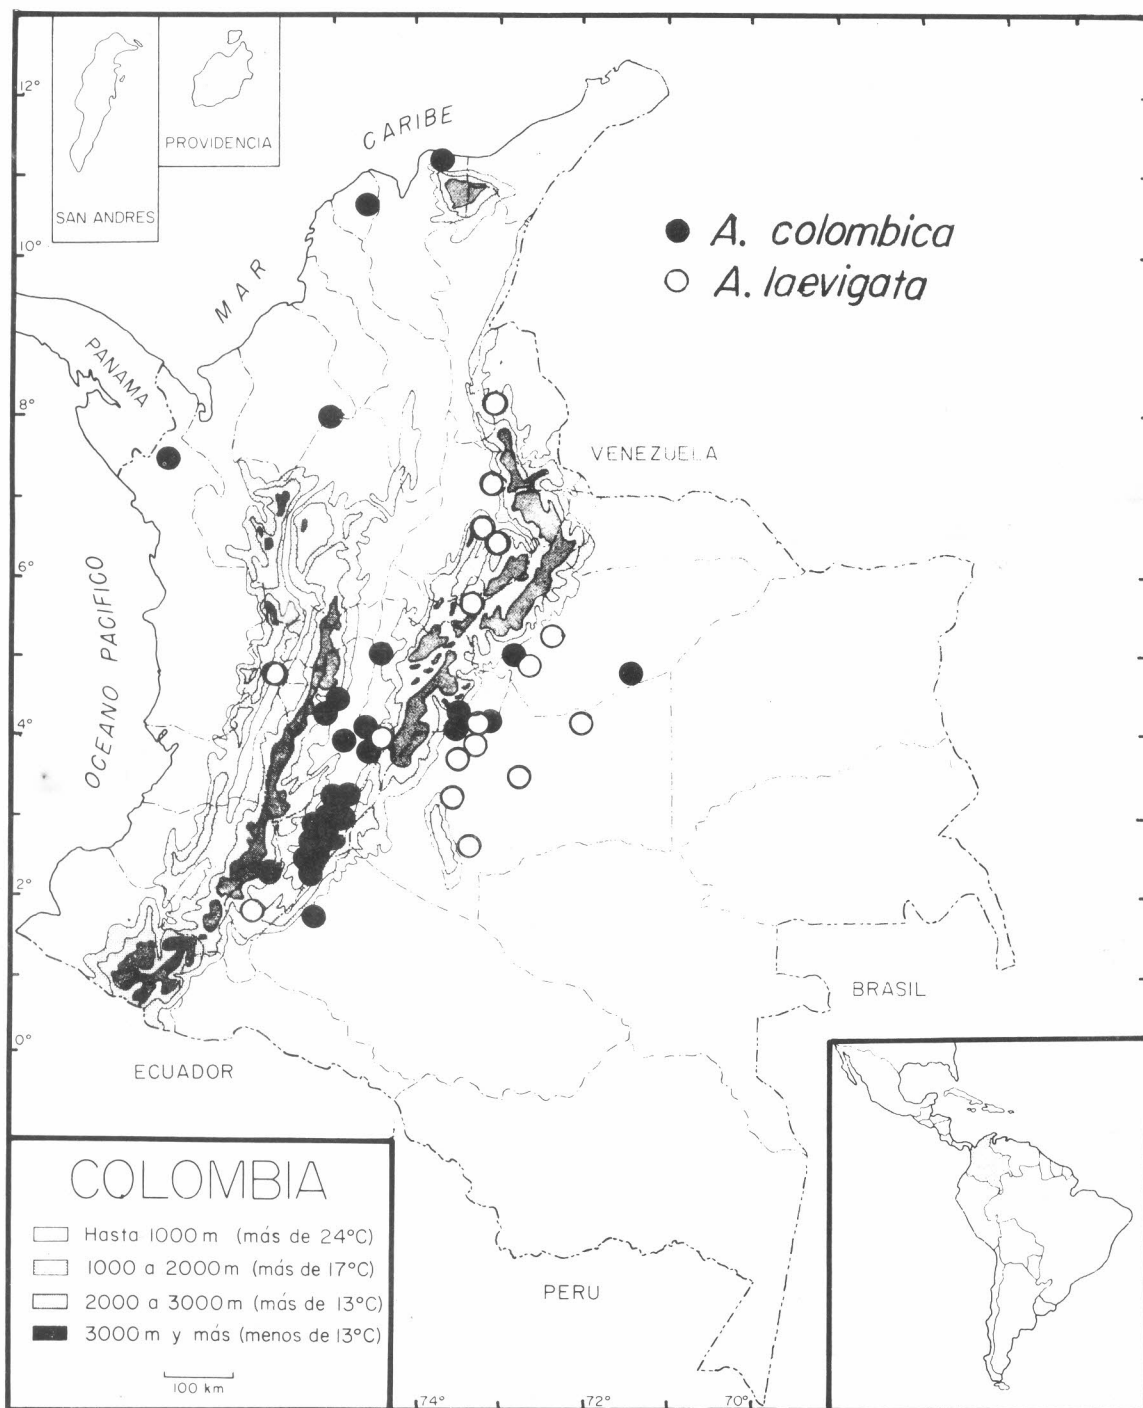 12°
10°
8°
6°
4°
2°
0°
SAN ANDRES
PROVIDENCIA
MAR CARIBE
A. colombica
A. laevigata
PANAMA
VENEZUELA
OCEANO PACIFICO
BRASIL
ECUADOR
PERU
COLOMBIA
Hasta 1000 m (más de 24°C)
1000 a 2000 m (más de 17°C)
2000 a 3000 m (más de 13°C)
3000 m y más (menos de 13°C)
100 km
74°
72°
70°